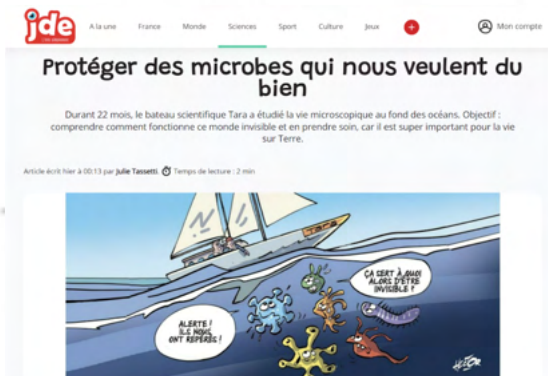 jde
A la une France Monde Sciences Sport Culture Jeux + Mon compte
Protéger des microbes qui nous veulent du
bien
Durant 22 mois, le bateau scientifique Tara a étudié la vie microscopique au fond des océans. Objectif :
comprendre comment fonctionne ce monde invisible et en prendre soin, car il est super important pour la vie
sur Terre.
Article écrit hier à 00:13 par Julie Tassetti. Temps de lecture : 2 min
TARA
ÇA SERT À QUOI
ALORS D'ÊTRE
INVISIBLE ?
ALERTE !
ILS NOUS
ONT REPÉRÉS !